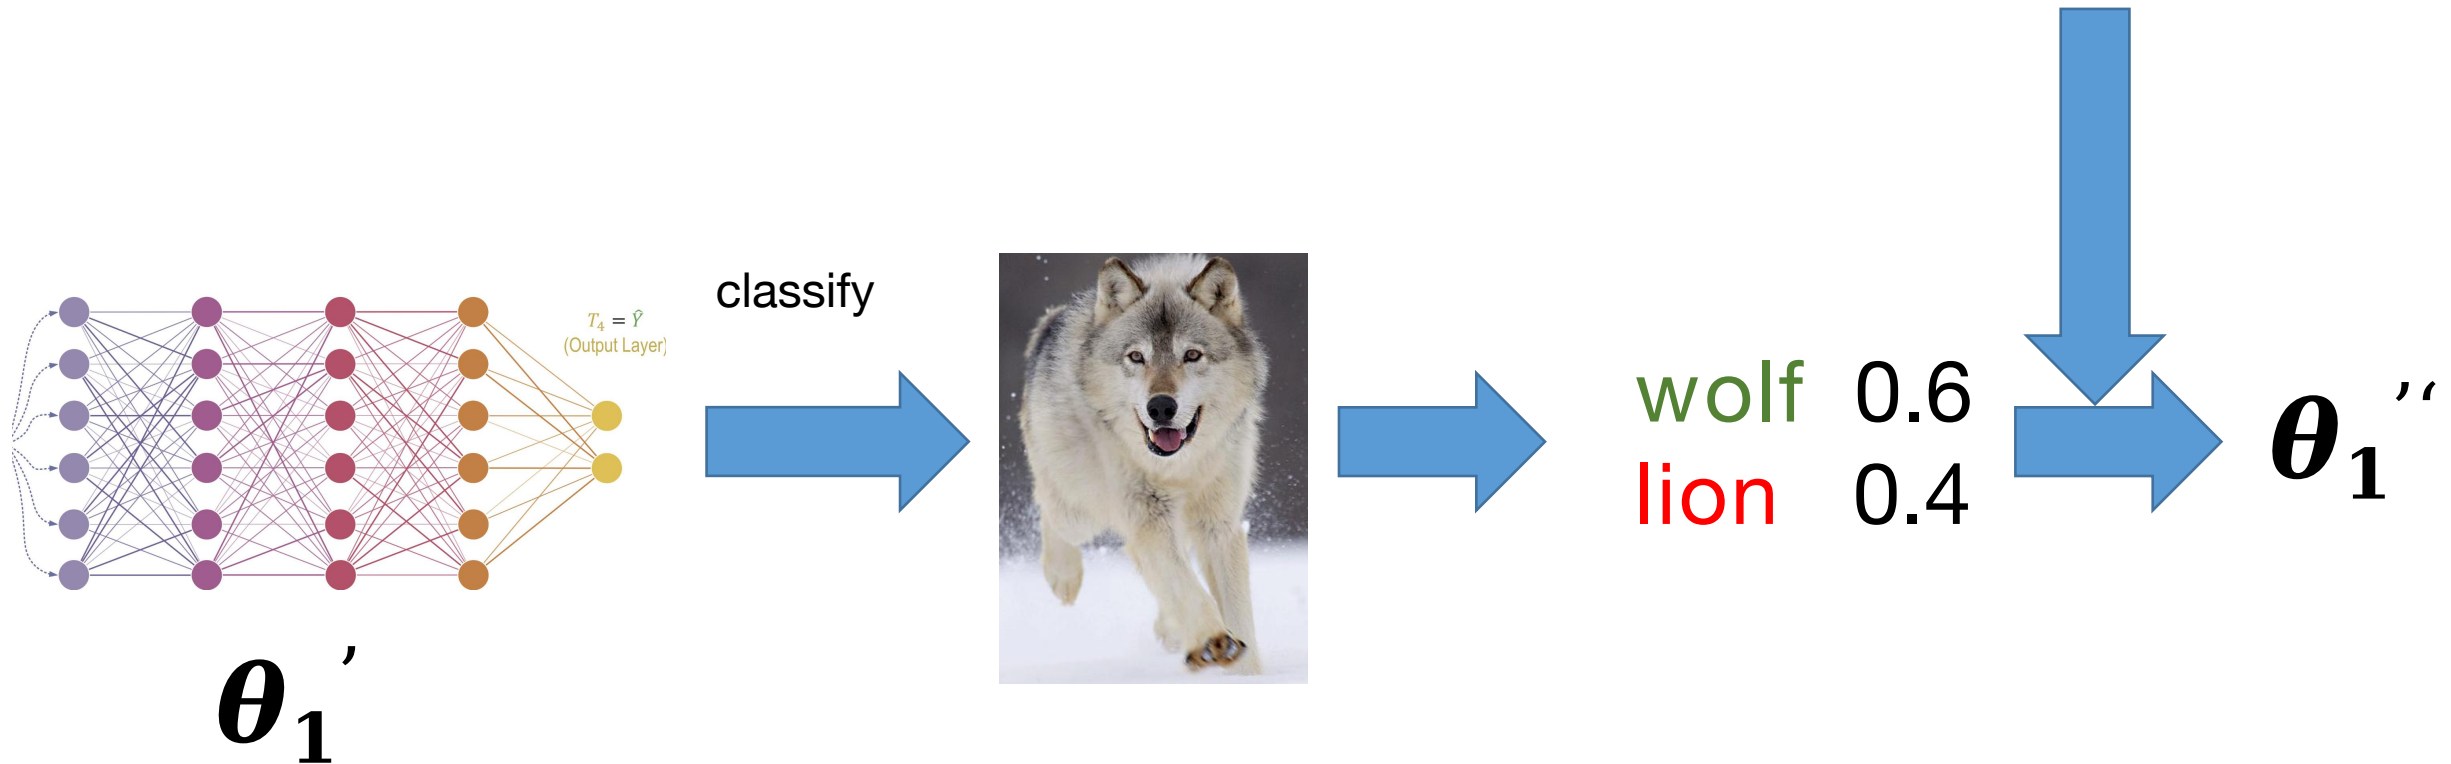 T₄ = Ŷ
(Output Layer)
θ₁’
classify
wolf 0.6
lion 0.4
θ₁’‘